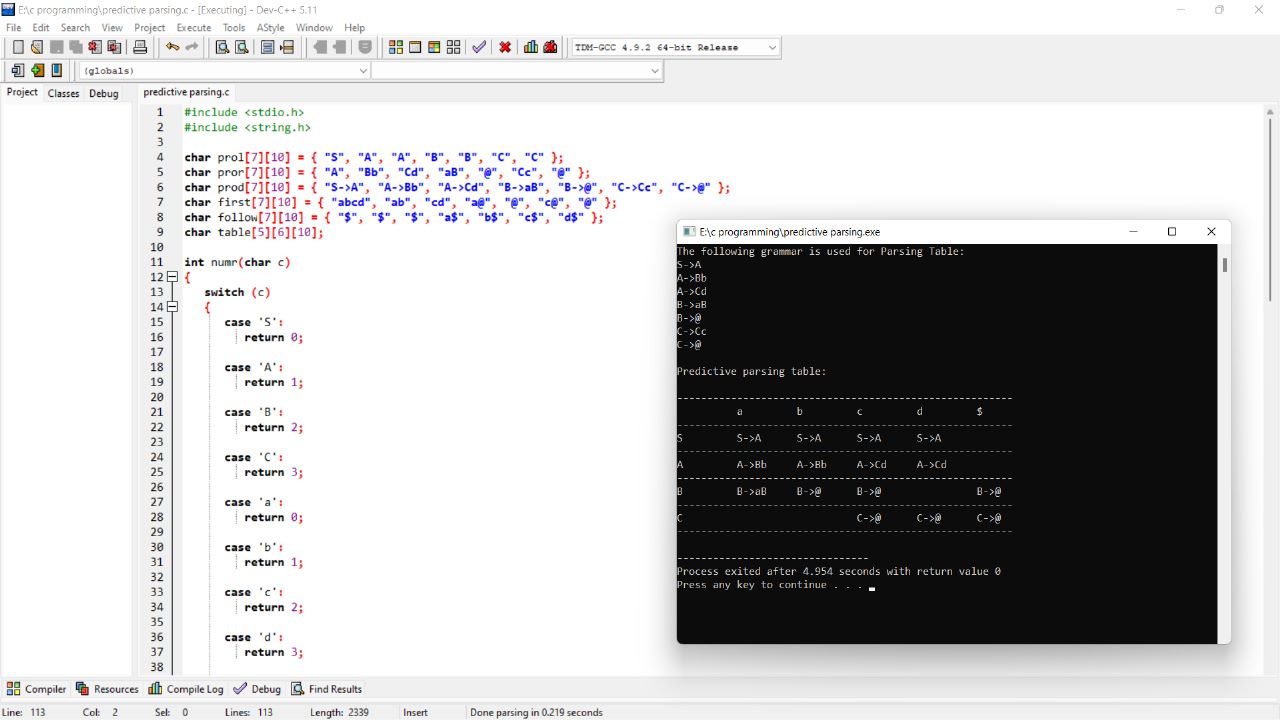 E:\c programming\predictive parsing.c - [Executing] - Dev-C++ 5.11
File Edit Search View Project Execute Tools AStyle Window Help
TDM-GCC 4.9.2 64-bit Release
(globals)
Project Classes Debug
predictive parsing.c
1 #include <stdio.h>
2 #include <string.h>
3
4 char prol[7][10] = { "S", "A", "A", "B", "B", "C", "C" };
5 char pror[7][10] = { "A", "Bb", "Cd", "aB", "@", "Cc", "@" };
6 char prod[7][10] = { "S->A", "A->Bb", "A->Cd", "B->aB", "B->@", "C->Cc", "C->@" };
7 char first[7][10] = { "abcd", "ab", "cd", "a@", "@", "c@", "@" };
8 char follow[7][10] = { "$", "$", "$", "a$", "b$", "c$", "d$" };
9 char table[5][6][10];
10
11 int numr(char c)
12 {
13 switch (c)
14 {
15 case 'S':
16 return 0;
17
18 case 'A':
19 return 1;
20
21 case 'B':
22 return 2;
23
24 case 'C':
25 return 3;
26
27 case 'a':
28 return 0;
29
30 case 'b':
31 return 1;
32
33 case 'c':
34 return 2;
35
36 case 'd':
37 return 3;
38
E:\c programming\predictive parsing.exe
The following grammar is used for Parsing Table:
S->A
A->Bb
A->Cd
B->aB
B->@
C->Cc
C->@
Predictive parsing table:
--------------------------------------------------------
a b c d $
--------------------------------------------------------
S S->A S->A S->A S->A
--------------------------------------------------------
A A->Bb A->Bb A->Cd A->Cd
--------------------------------------------------------
B B->aB B->@ B->@ B->@
--------------------------------------------------------
C C->@ C->@ C->@
--------------------------------------------------------
--------------------------------
Process exited after 4.954 seconds with return value 0
Press any key to continue . . .
Compiler Resources Compile Log Debug Find Results
Line: 113 Col: 2 Sel: 0 Lines: 113 Length: 2339 Insert Done parsing in 0.219 seconds